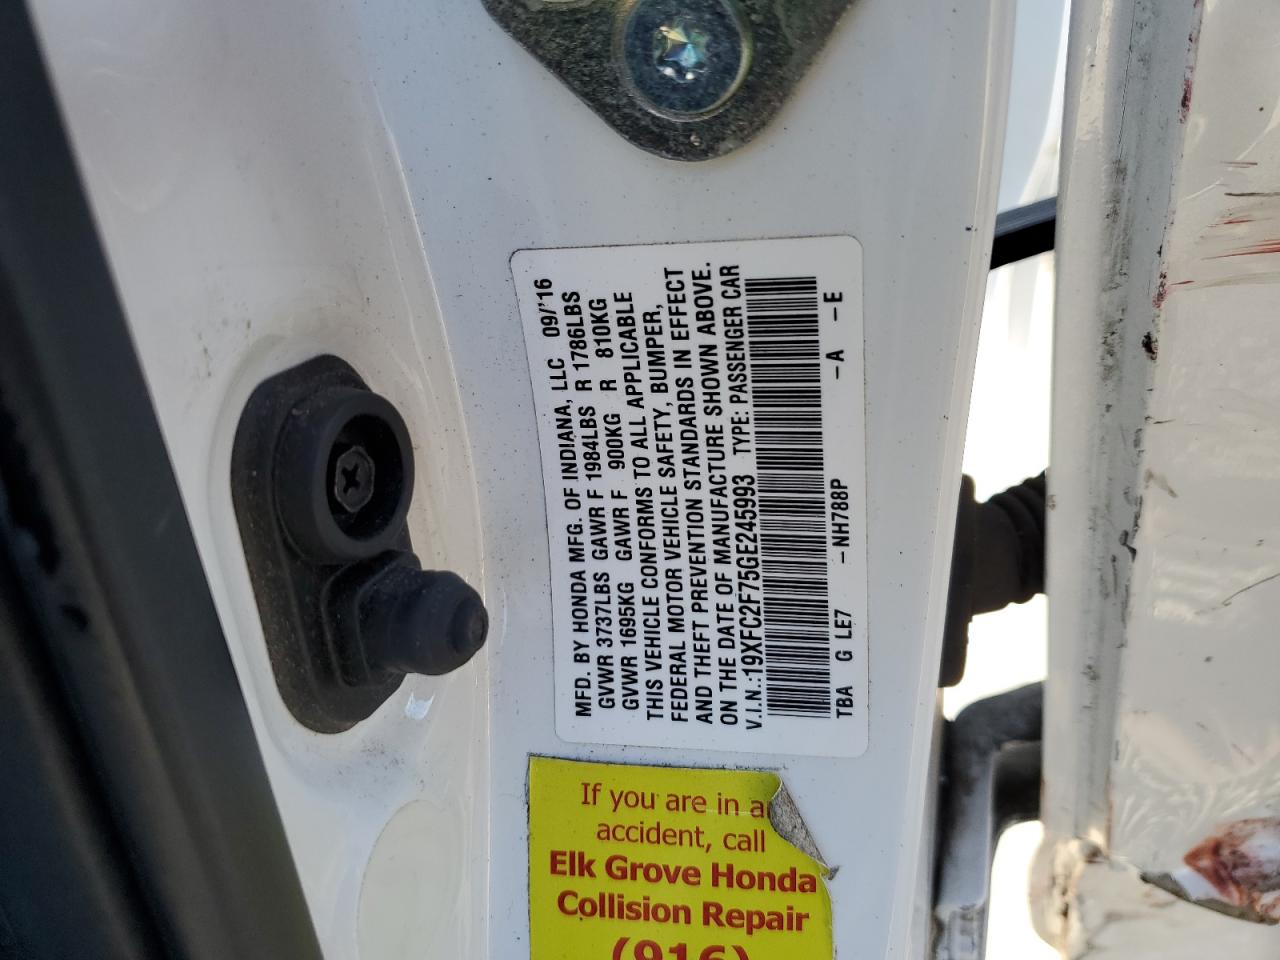 MFD. BY HONDA MFG. OF INDIANA, LLC 09/'16
GVWR 3737LBS GAWR F 1984LBS R 1786LBS
GVWR 1695KG GAWR F 900KG R 810KG
THIS VEHICLE CONFORMS TO ALL APPLICABLE
FEDERAL MOTOR VEHICLE SAFETY, BUMPER,
AND THEFT PREVENTION STANDARDS IN EFFECT
ON THE DATE OF MANUFACTURE SHOWN ABOVE.
V.I.N.:19XFC2F75GE245993 TYPE: PASSENGER CAR
TBA G LE7 - NH788P - A - E
If you are in a
accident, call
Elk Grove Honda
Collision Repair
(916)